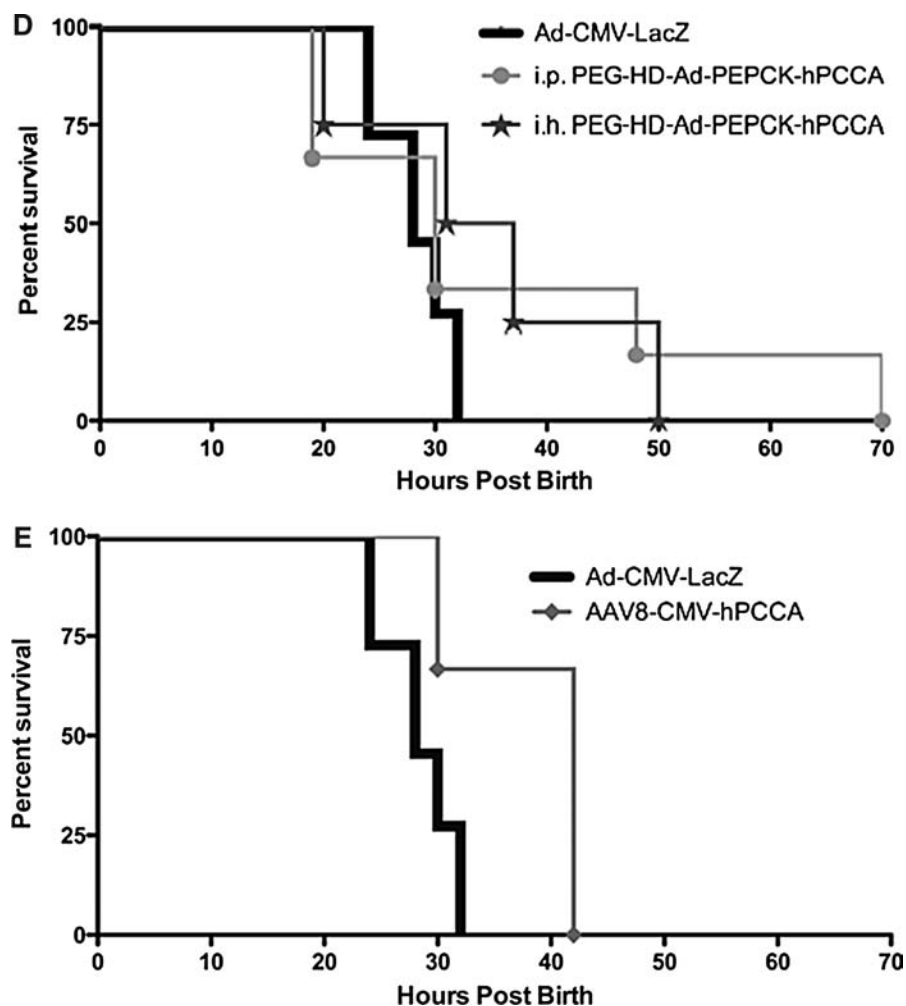 D
Percent survival
100
75
50
25
0
Ad-CMV-LacZ
i.p. PEG-HD-Ad-PEPCK-hPCCA
i.h. PEG-HD-Ad-PEPCK-hPCCA
0 10 20 30 40 50 60 70
Hours Post Birth
E
Percent survival
100
75
50
25
0
Ad-CMV-LacZ
AAV8-CMV-hPCCA
0 10 20 30 40 50 60 70
Hours Post Birth